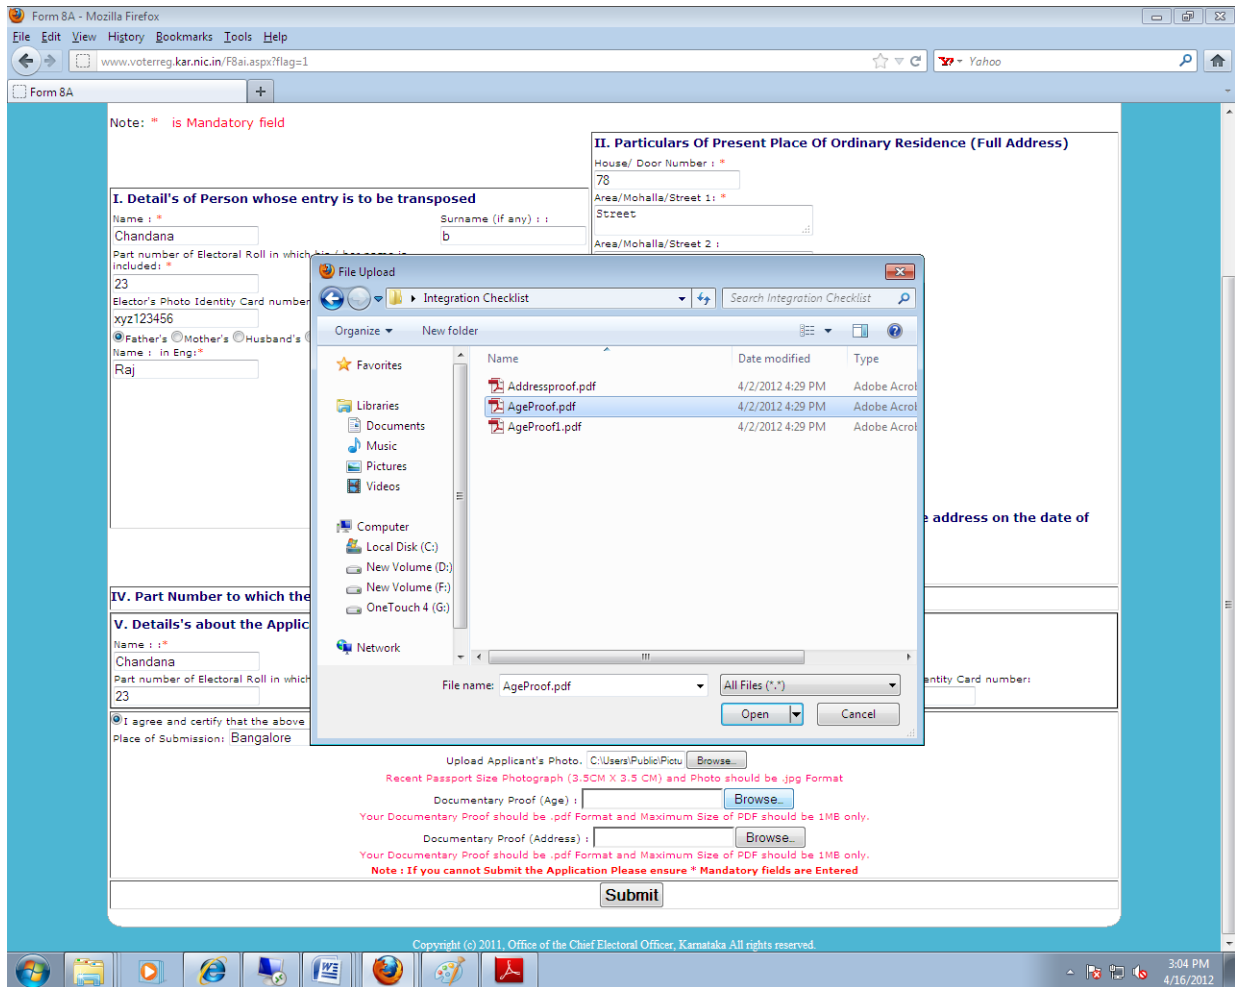 Form 8A - Mozilla Firefox
File Edit View History Bookmarks Tools Help
www.voterreg.kar.nic.in/F8ai.aspx?flag=1
Yahoo
Form 8A
Note: * is Mandatory field
II. Particulars Of Present Place Of Ordinary Residence (Full Address)
House/ Door Number : *
78
I. Detail's of Person whose entry is to be transposed
Area/Mohalla/Street 1: *
Street
Name : * Surname (if any) : :
Chandana b
Area/Mohalla/Street 2 :
Part number of Electoral Roll in which his / her name is
included: *
23
Elector's Photo Identity Card number
xyz123456
Father's Mother's Husband's
Name : in Eng:*
Raj
File Upload
Integration Checklist
Search Integration Checklist
Organize New folder
Favorites
Libraries
Documents
Music
Pictures
Videos
Computer
Local Disk (C:)
New Volume (D:)
New Volume (F:)
OneTouch 4 (G:)
Network
Name Date modified Type
Addressproof.pdf 4/2/2012 4:29 PM Adobe Acro
AgeProof.pdf 4/2/2012 4:29 PM Adobe Acro
AgeProof1.pdf 4/2/2012 4:29 PM Adobe Acro
File name: AgeProof.pdf All Files (*.*)
Open Cancel
e address on the date of
IV. Part Number to which the
V. Details's about the Applic
Name : :*
Chandana
Part number of Electoral Roll in which entity Card number:
23
I agree and certify that the above
Place of Submission: Bangalore
Upload Applicant's Photo. C:\Users\Public\Pictu Browse...
Recent Passport Size Photograph (3.5CM X 3.5 CM) and Photo should be .jpg Format
Documentary Proof (Age) : Browse...
Your Documentary Proof should be .pdf Format and Maximum Size of PDF should be 1MB only.
Documentary Proof (Address) : Browse...
Your Documentary Proof should be .pdf Format and Maximum Size of PDF should be 1MB only.
Note : If you cannot Submit the Application Please ensure * Mandatory fields are Entered
Submit
Copyright (c) 2011, Office of the Chief Electoral Officer, Karnataka All rights reserved.
3:04 PM
4/16/2012